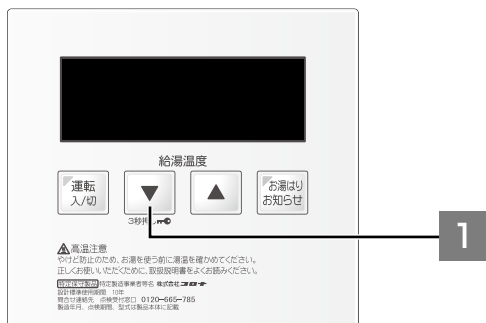 給湯温度
運転
入/切
▼
▲
お湯はり
お知らせ
3秒押し
1
高温注意
やけど防止のため、お湯を使う前に湯温を確かめてください。
正しくお使いいただくために、取扱説明書をよくお読みください。
特定保守製品 特定製造事業者等名 株式会社コロナ
設計標準使用期間 10年
問合せ連絡先 点検受付窓口 0120-665-785
製造年月、点検期間、型式は製品本体に記載